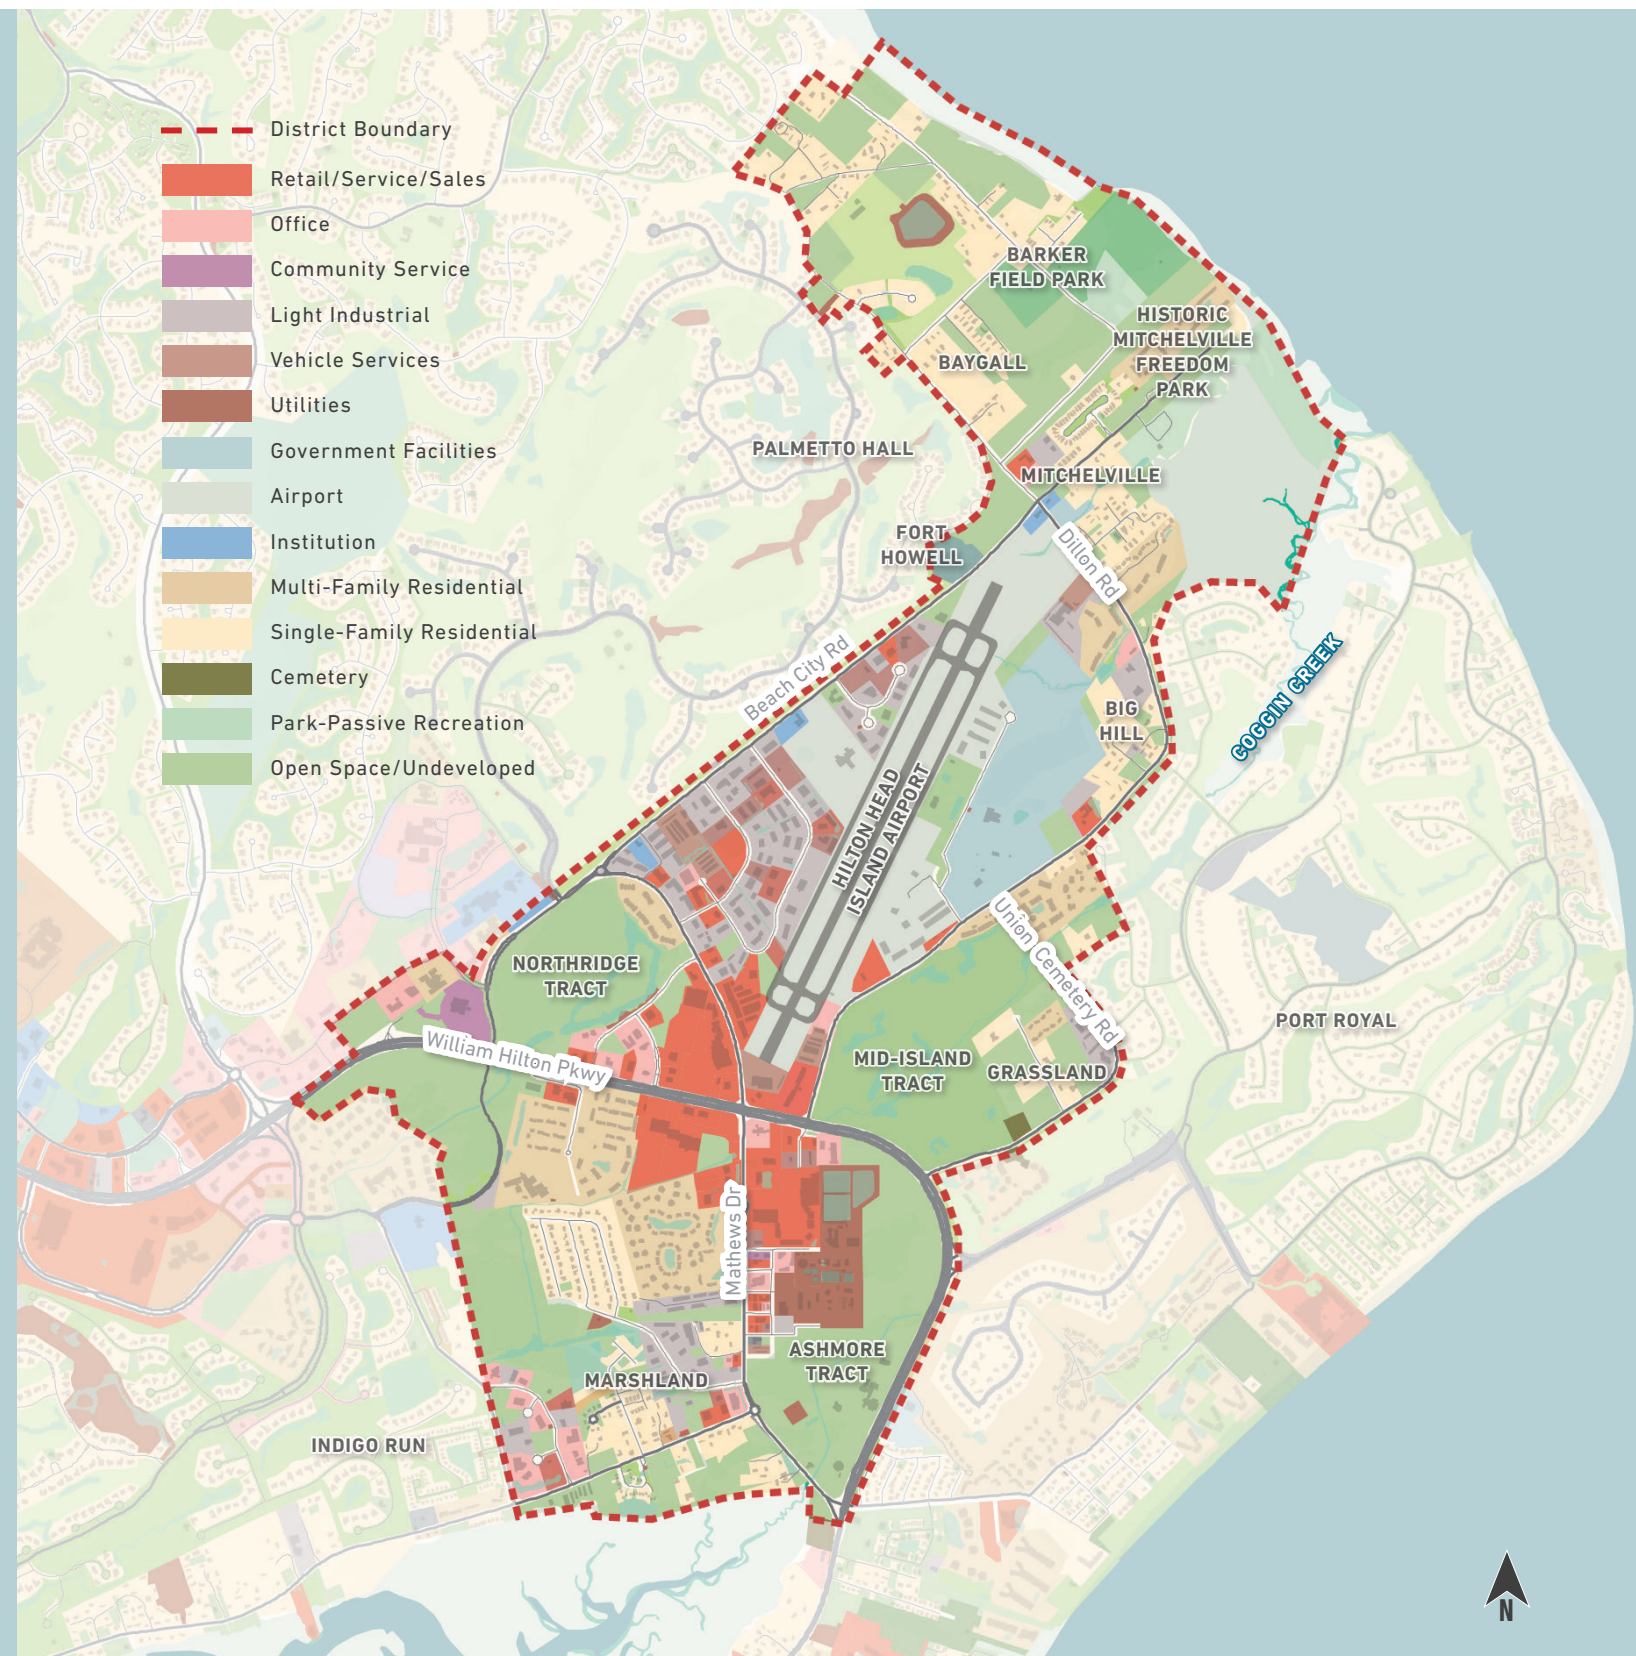 District Boundary
Retail/Service/Sales
Office
Community Service
Light Industrial
Vehicle Services
Utilities
Government Facilities
Airport
Institution
Multi-Family Residential
Single-Family Residential
Cemetery
Park-Passive Recreation
Open Space/Undeveloped
BARKER
FIELD PARK
HISTORIC
MITCHELVILLE
FREEDOM
PARK
BAYGALL
PALMETTO HALL
MITCHELVILLE
FORT
HOWELL
Dillon Rd
Beach City Rd
COGGIN CREEK
BIG
HILL
HILTON HEAD
ISLAND AIRPORT
Union Cemetery Rd
NORTHRIDGE
TRACT
William Hilton Pkwy
MID-ISLAND
TRACT
GRASSLAND
PORT ROYAL
Mathews Dr
ASHMORE
TRACT
MARSHLAND
INDIGO RUN
N